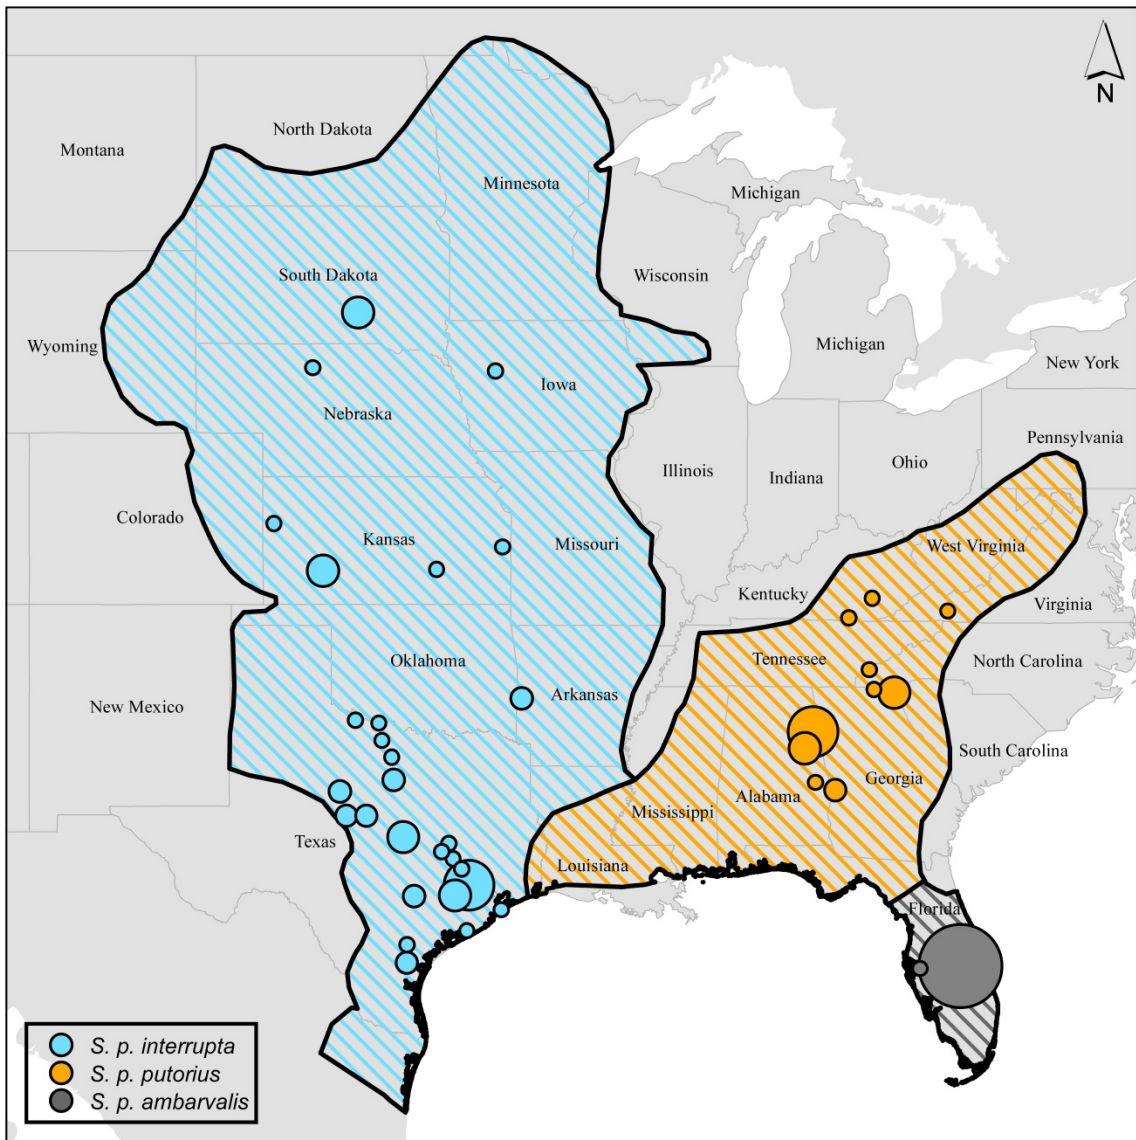 N
North Dakota
Montana
Minnesota
Michigan
South Dakota
Wisconsin
Wyoming
Michigan
New York
Iowa
Nebraska
Pennsylvania
Illinois
Indiana
Ohio
Colorado
Kansas
Missouri
West Virginia
Kentucky
Virginia
Oklahoma
Tennessee
North Carolina
New Mexico
Arkansas
South Carolina
Georgia
Alabama
Mississippi
Texas
Louisiana
Florida
S. p. interrupta
S. p. putorius
S. p. ambarvalis